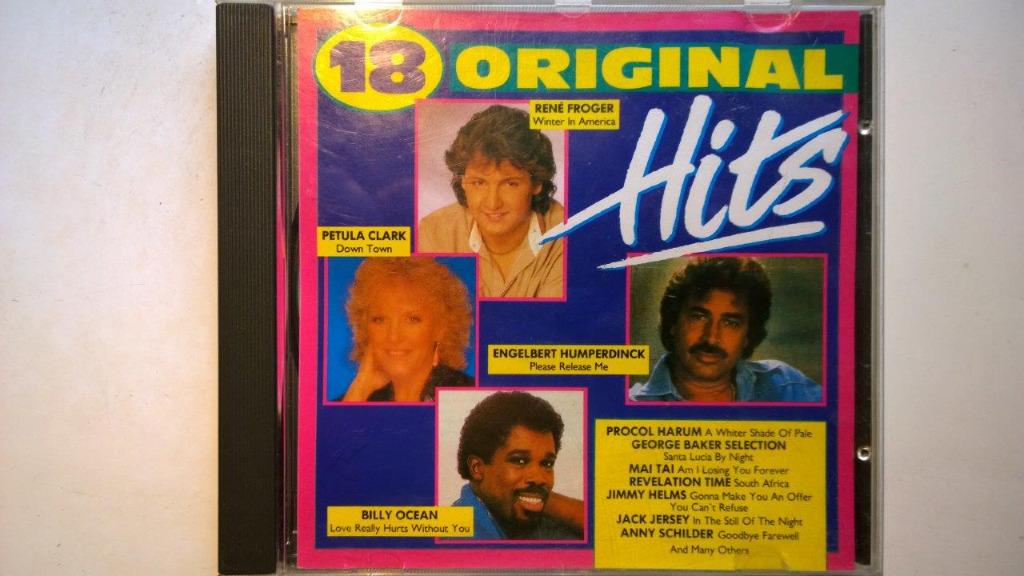 18 ORIGINAL
Hits
RENÉ FROGER
Winter In America
PETULA CLARK
Down Town
ENGELBERT HUMPERDINCK
Please Release Me
BILLY OCEAN
Love Really Hurts Without You
PROCOL HARUM A Whiter Shade Of Pale
GEORGE BAKER SELECTION
Santa Lucia By Night
MAI TAI Am I Losing You Forever
REVELATION TIME South Africa
JIMMY HELMS Gonna Make You An Offer
You Can't Refuse
JACK JERSEY In The Still Of The Night
ANNY SCHILDER Goodbye Farewell
And Many Others